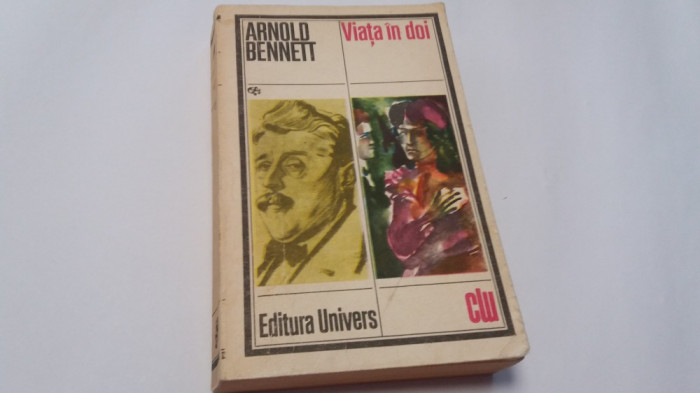 ARNOLD
BENNETT
Viața în doi
Editura Univers
clu